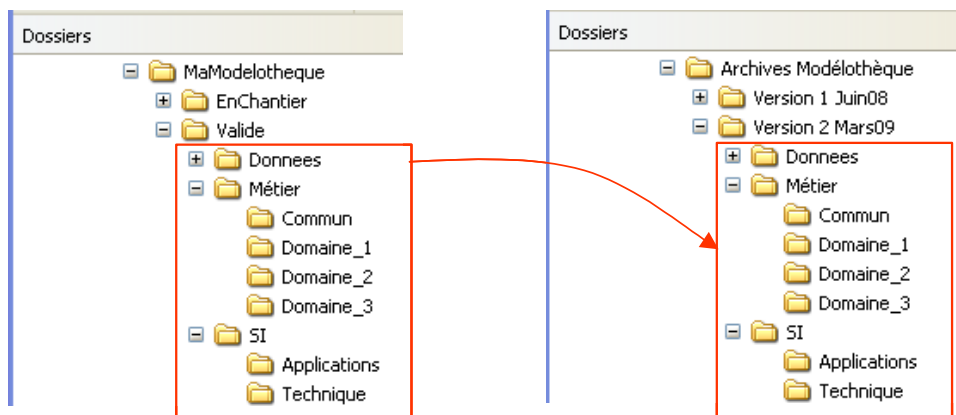 Dossiers
MaModelotheque
EnChantier
Valide
Donnees
Métier
Commun
Domaine_1
Domaine_2
Domaine_3
SI
Applications
Technique
Dossiers
Archives Modélothèque
Version 1 Juin08
Version 2 Mars09
Donnees
Métier
Commun
Domaine_1
Domaine_2
Domaine_3
SI
Applications
Technique